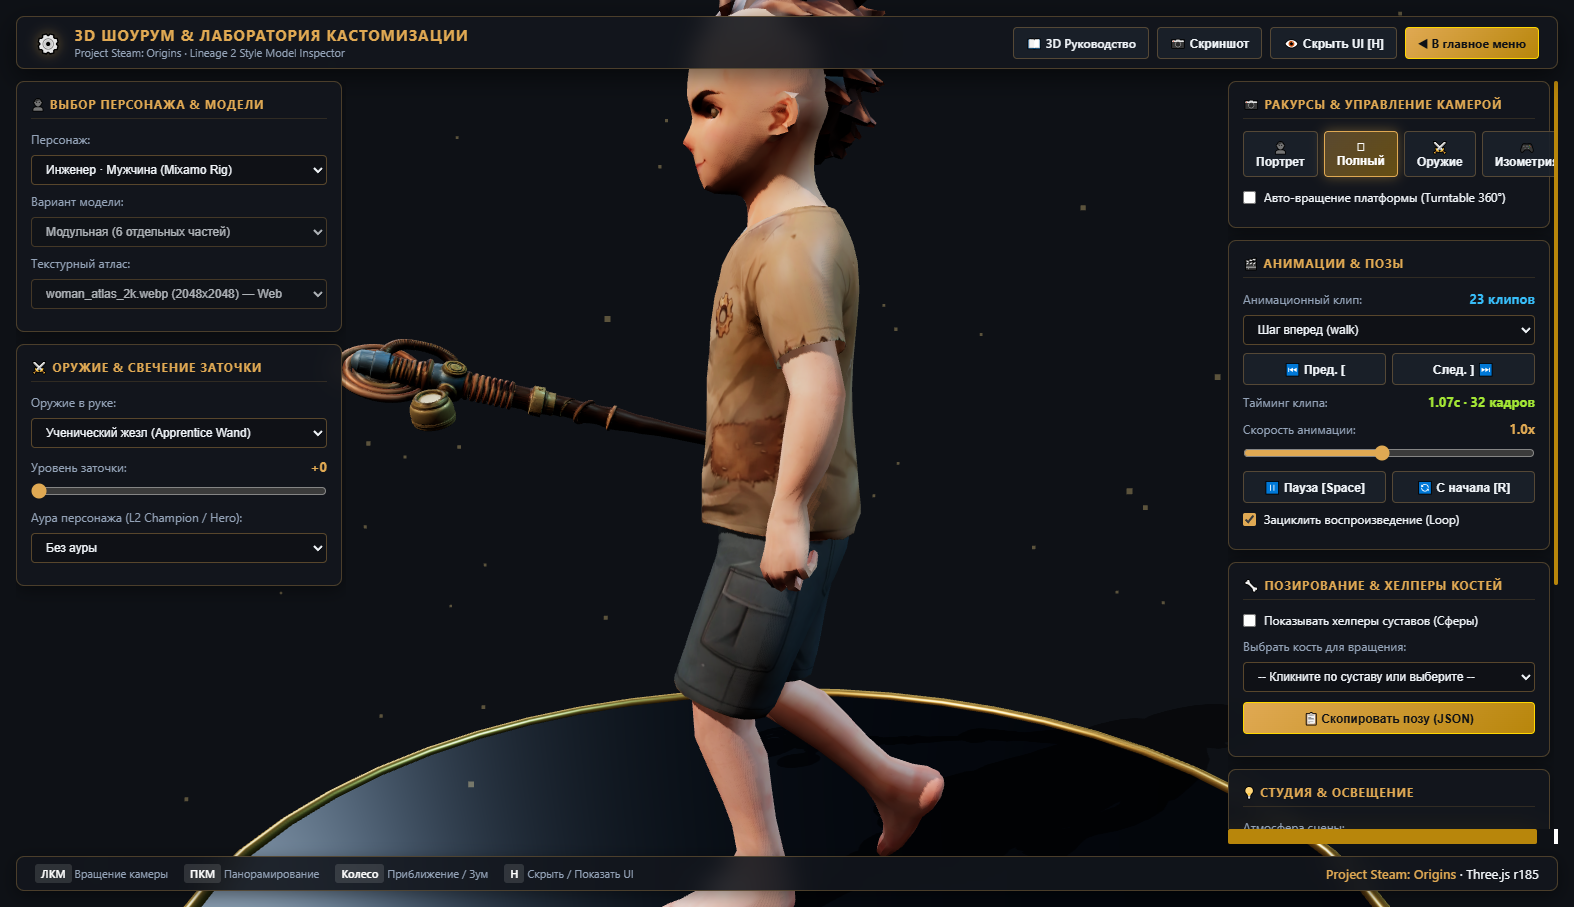 3D ШОУРУМ & ЛАБОРАТОРИЯ КАСТОМИЗАЦИИ
Project Steam: Origins · Lineage 2 Style Model Inspector
3D Руководство
Скриншот
Скрыть UI [H]
В главное меню
ВЫБОР ПЕРСОНАЖА & МОДЕЛИ
Персонаж:
Инженер · Мужчина (Mixamo Rig)
Вариант модели:
Модульная (6 отдельных частей)
Текстурный атлас:
woman_atlas_2k.webp (2048x2048) — Web
ОРУЖИЕ & СВЕЧЕНИЕ ЗАТОЧКИ
Оружие в руке:
Ученический жезл (Apprentice Wand)
Уровень заточки: +0
Аура персонажа (L2 Champion / Hero):
Без ауры
РАКУРСЫ & УПРАВЛЕНИЕ КАМЕРОЙ
Портрет
Полный
Оружие
Изометрия
Авто-вращение платформы (Turntable 360°)
АНИМАЦИИ & ПОЗЫ
Анимационный клип: 23 клипов
Шаг вперед (walk)
Пред. [
След. ]
Тайминг клипа: 1.07с · 32 кадров
Скорость анимации: 1.0x
Пауза [Space]
С начала [R]
Зациклить воспроизведение (Loop)
ПОЗИРОВАНИЕ & ХЕЛПЕРЫ КОСТЕЙ
Показывать хелперы суставов (Сферы)
Выбрать кость для вращения:
-- Кликните по суставу или выберите --
Скопировать позу (JSON)
СТУДИЯ & ОСВЕЩЕНИЕ
Атмосфера сцены:
ЛКМ Вращение камеры ПКМ Панорамирование Колесо Приближение / Зум H Скрыть / Показать UI
Project Steam: Origins · Three.js r185